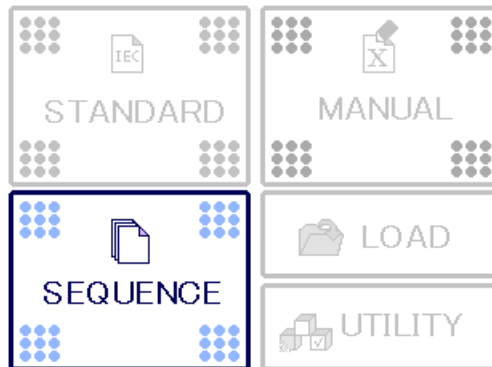 IEC
STANDARD
X
MANUAL
SEQUENCE
LOAD
UTILITY